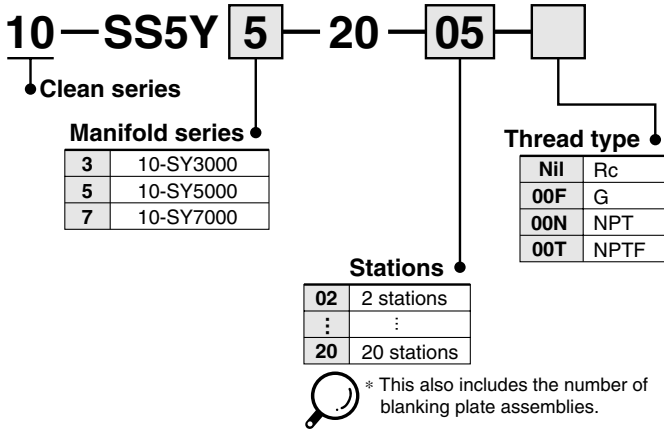 10—SS5Y 5—20—05—
Clean series
Manifold series
3 10-SY3000
5 10-SY5000
7 10-SY7000
Thread type
Nil Rc
00F G
00N NPT
00T NPTF
Stations
02 2 stations
⋮ ⋮
20 20 stations
* This also includes the number of
blanking plate assemblies.